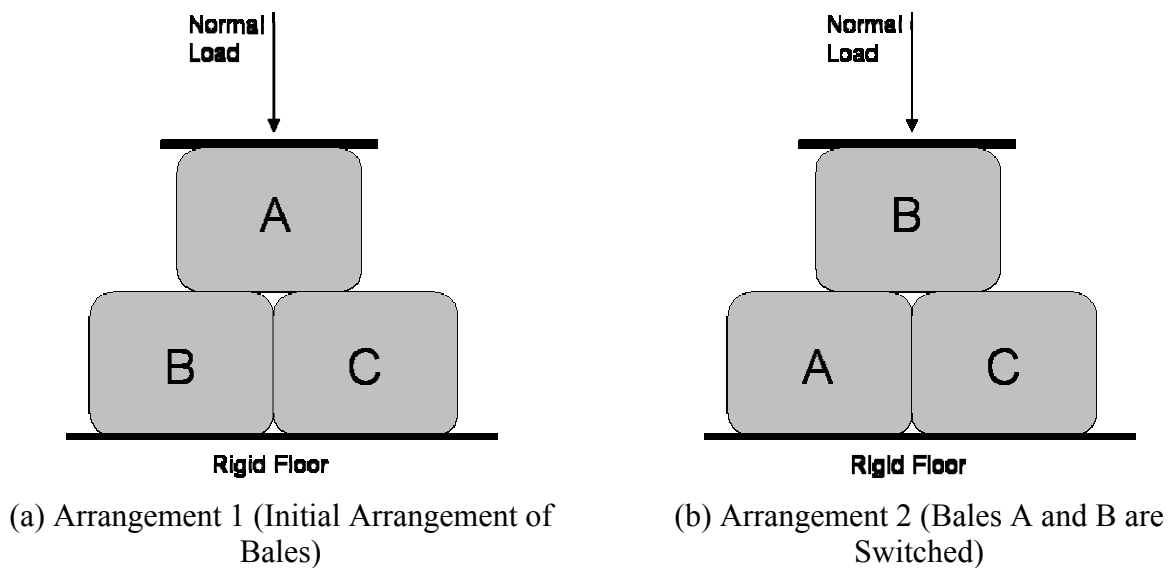 Normal
Load
A
B
C
Rigid Floor
(a) Arrangement 1 (Initial Arrangement of
Bales)
Normal
Load
B
A
C
Rigid Floor
(b) Arrangement 2 (Bales A and B are
Switched)